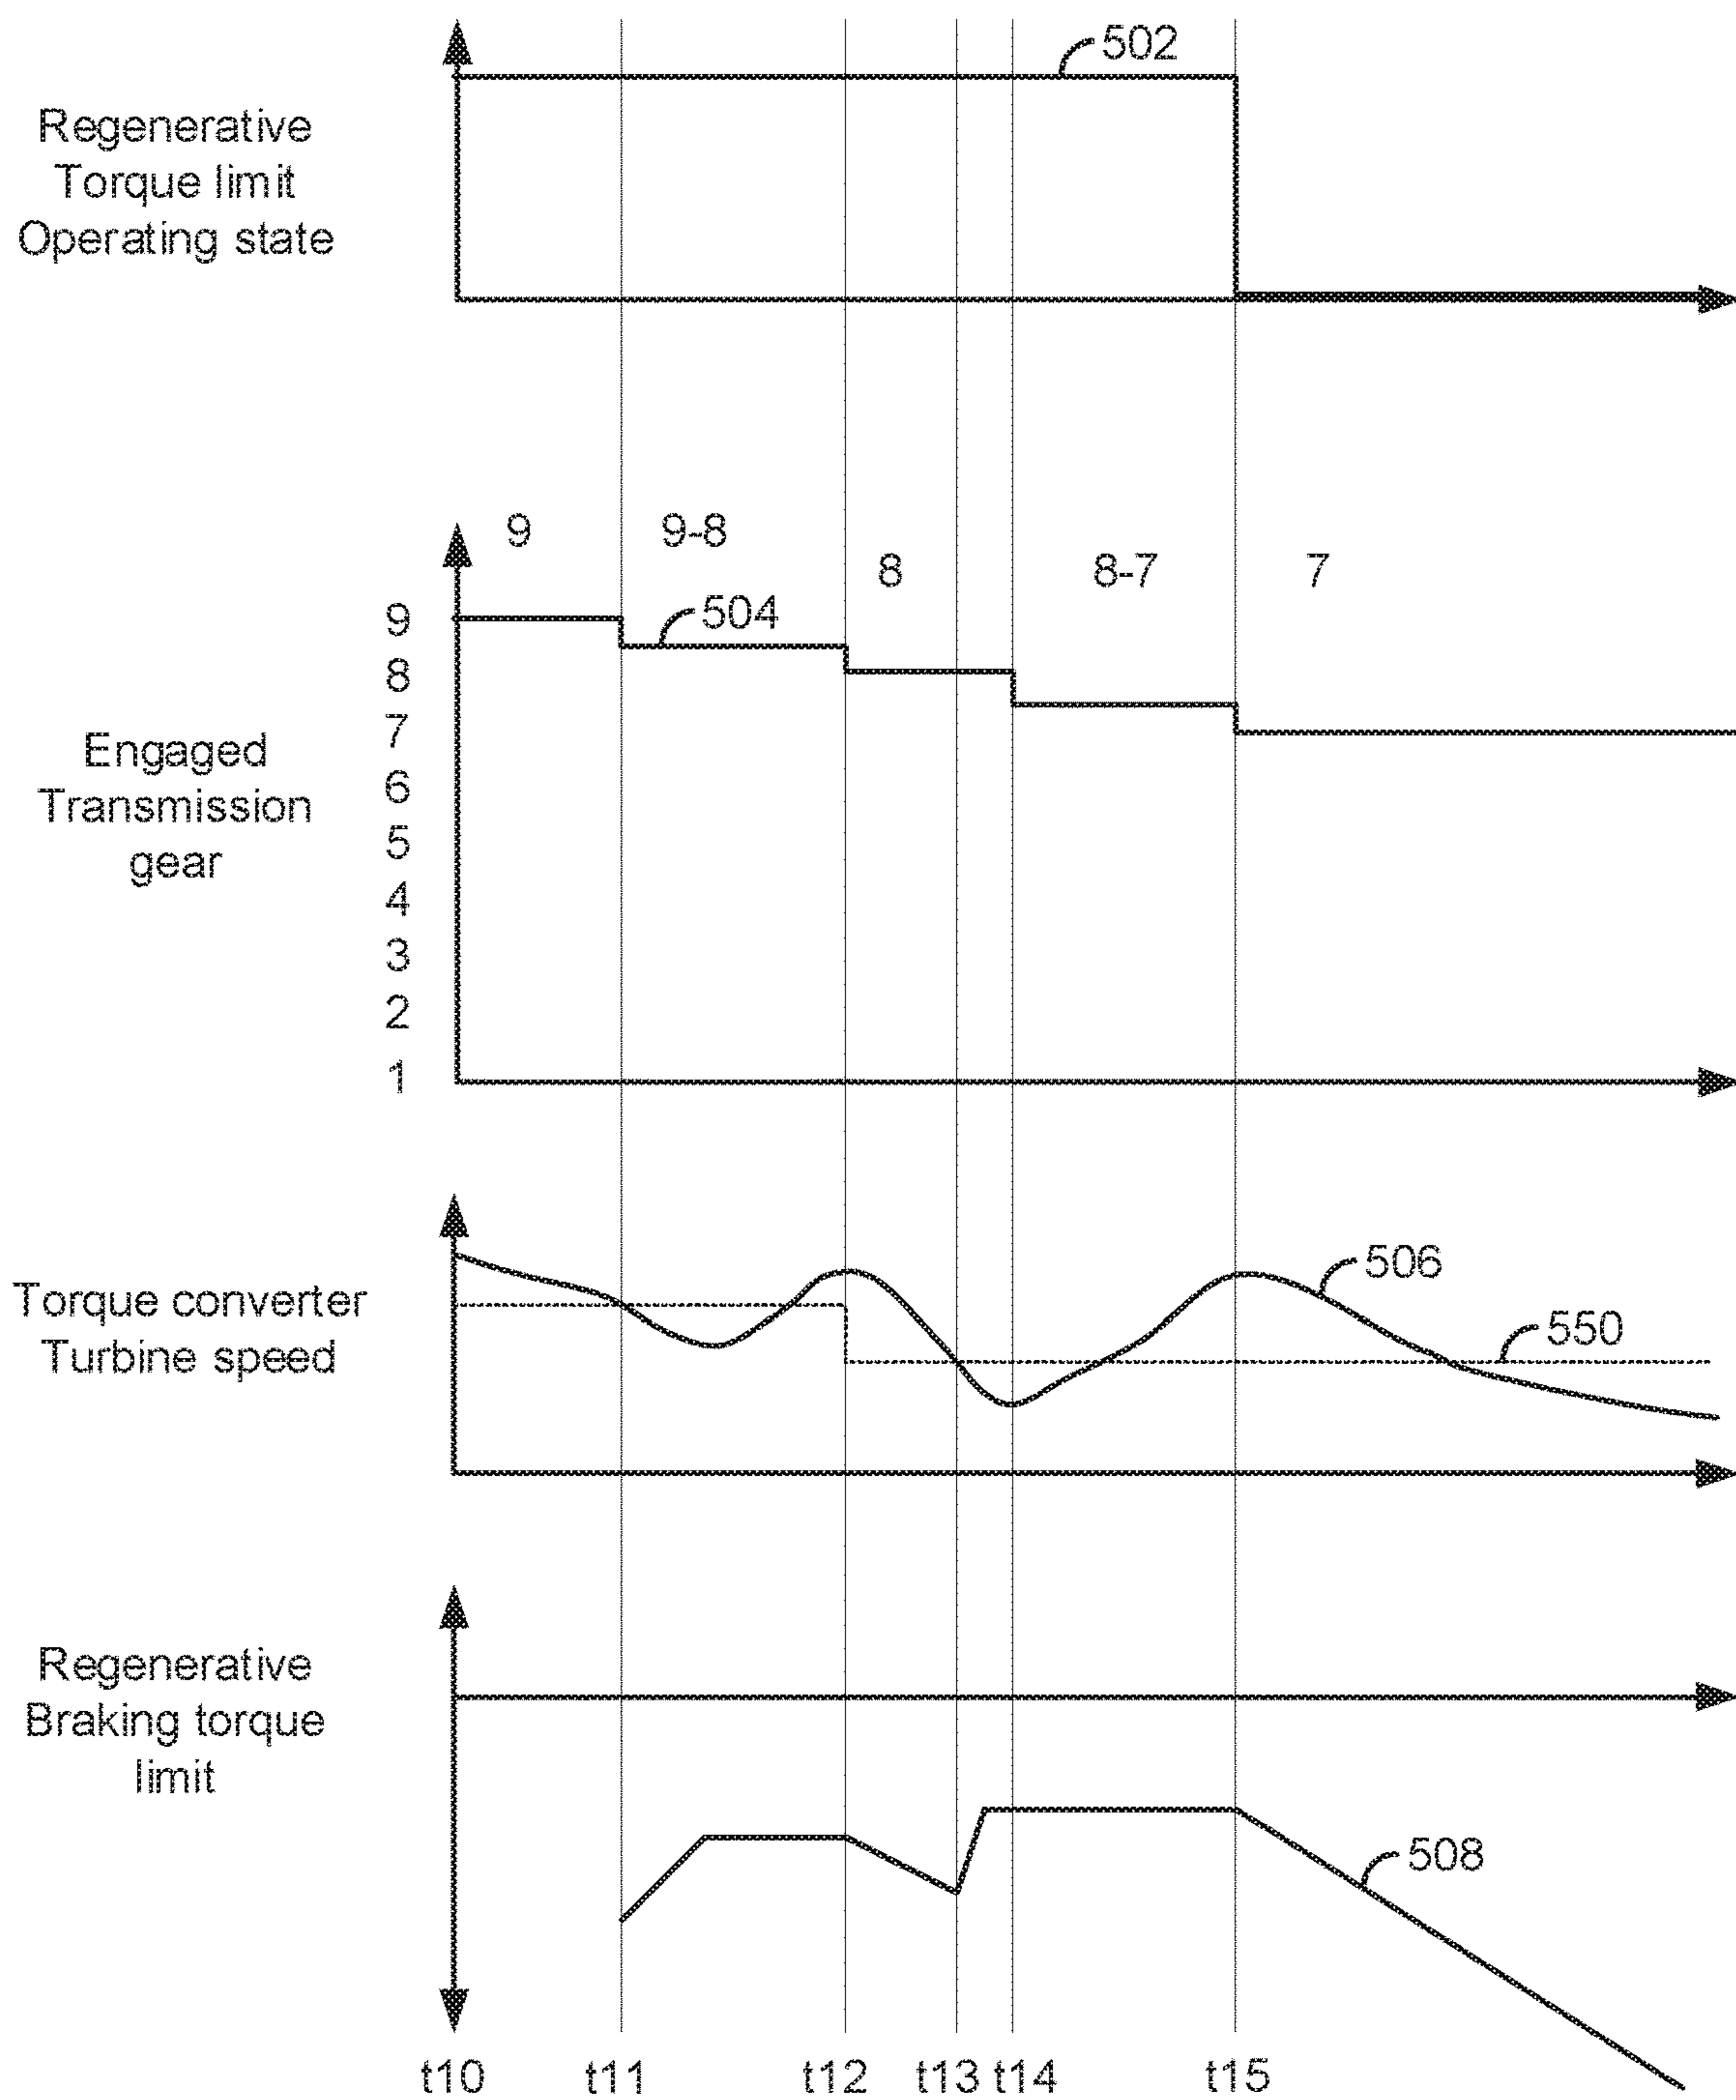 502
Regenerative
Torque limit
Operating state
9
9-8
8
8-7
7
504
9
8
7
6
5
4
3
2
1
Engaged
Transmission
gear
506
550
Torque converter
Turbine speed
Regenerative
Braking torque
limit
508
t10 t11 t12 t13 t14 t15